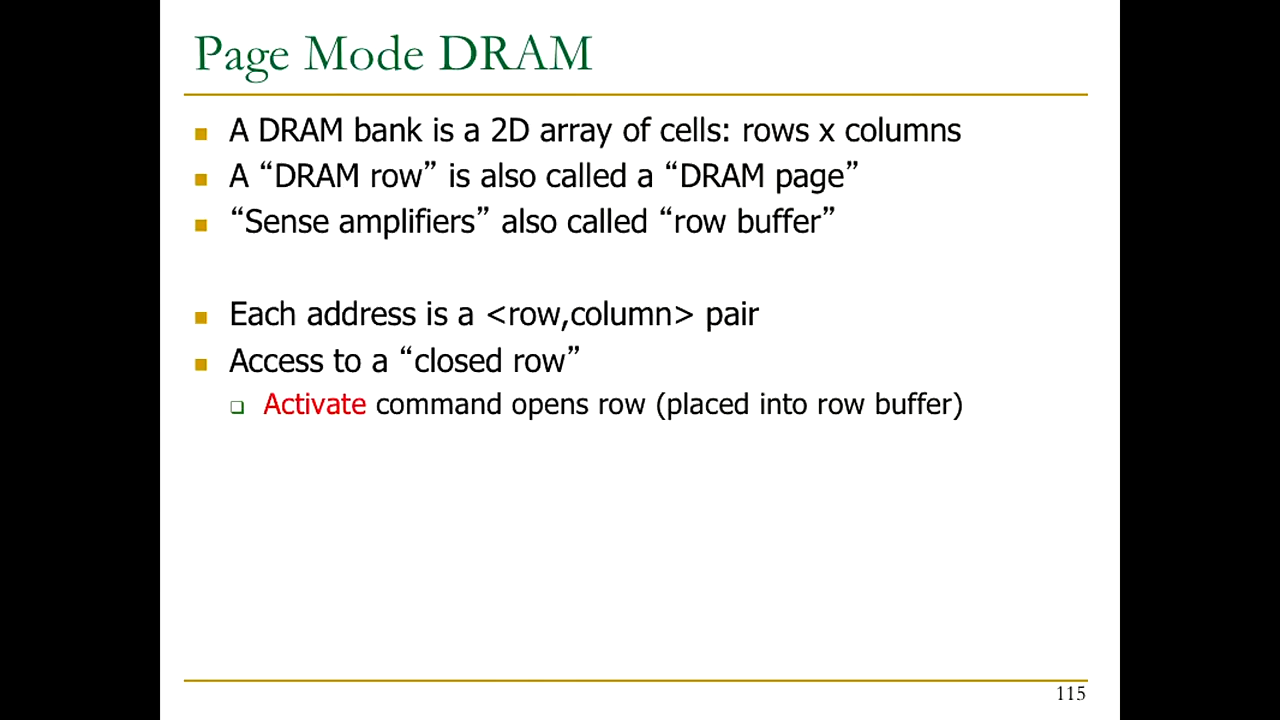 Page Mode DRAM
A DRAM bank is a 2D array of cells: rows x columns
A “DRAM row” is also called a “DRAM page”
“Sense amplifiers” also called “row buffer”
Each address is a <row,column> pair
Access to a “closed row”
Activate command opens row (placed into row buffer)
115